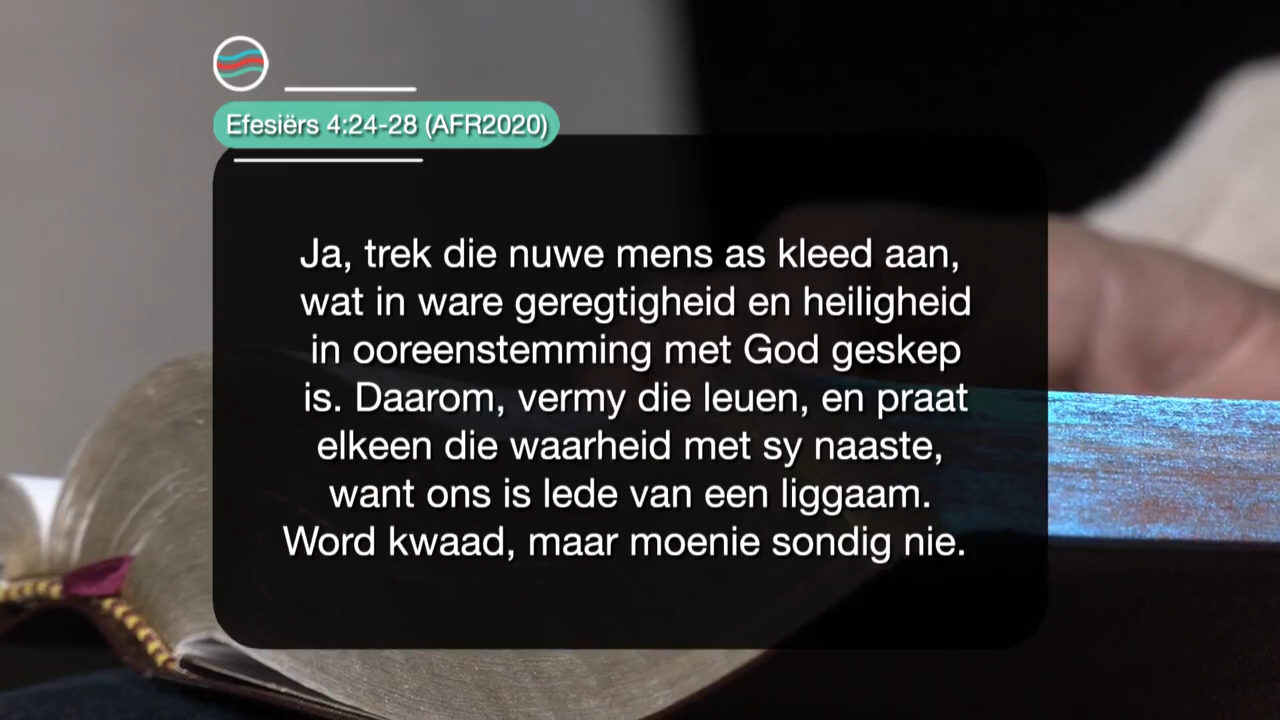 Efesiërs 4:24-28 (AFR2020)
Ja, trek die nuwe mens as kleed aan,
wat in ware geregtigheid en heiligheid
in ooreenstemming met God geskep
is. Daarom, vermy die leuen, en praat
elkeen die waarheid met sy naaste,
want ons is lede van een liggaam.
Word kwaad, maar moenie sondig nie.